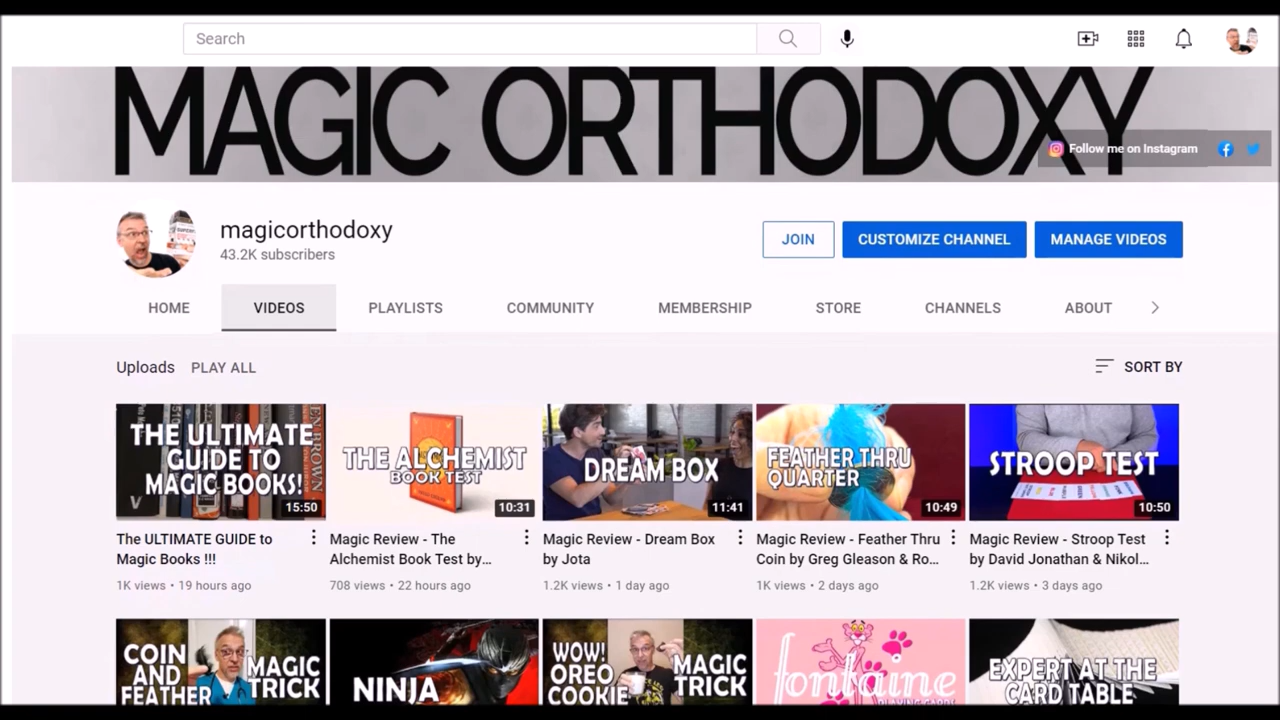 Search
MAGIC ORTHODOXY
Follow me on Instagram
magicorthodoxy
43.2K subscribers
JOIN
CUSTOMIZE CHANNEL
MANAGE VIDEOS
HOME
VIDEOS
PLAYLISTS
COMMUNITY
MEMBERSHIP
STORE
CHANNELS
ABOUT
Uploads
PLAY ALL
SORT BY
THE ULTIMATE
GUIDE TO
MAGIC BOOKS!
15:50
THE ALCHEMIST
BOOK TEST
10:31
DREAM BOX
11:41
FEATHER THRU
QUARTER
10:49
STROOP TEST
10:50
The ULTIMATE GUIDE to
Magic Books !!!
1K views • 19 hours ago
Magic Review - The
Alchemist Book Test by...
708 views • 22 hours ago
Magic Review - Dream Box
by Jota
1.2K views • 1 day ago
Magic Review - Feather Thru
Coin by Greg Gleason & Ro...
1K views • 2 days ago
Magic Review - Stroop Test
by David Jonathan & Nikol...
1.2K views • 3 days ago
COIN
AND
FEATHER
MAGIC
TRICK
NINJA
WOW!
OREO
COOKIE
MAGIC
TRICK
fontaine
EXPERT AT THE
CARD TABLE